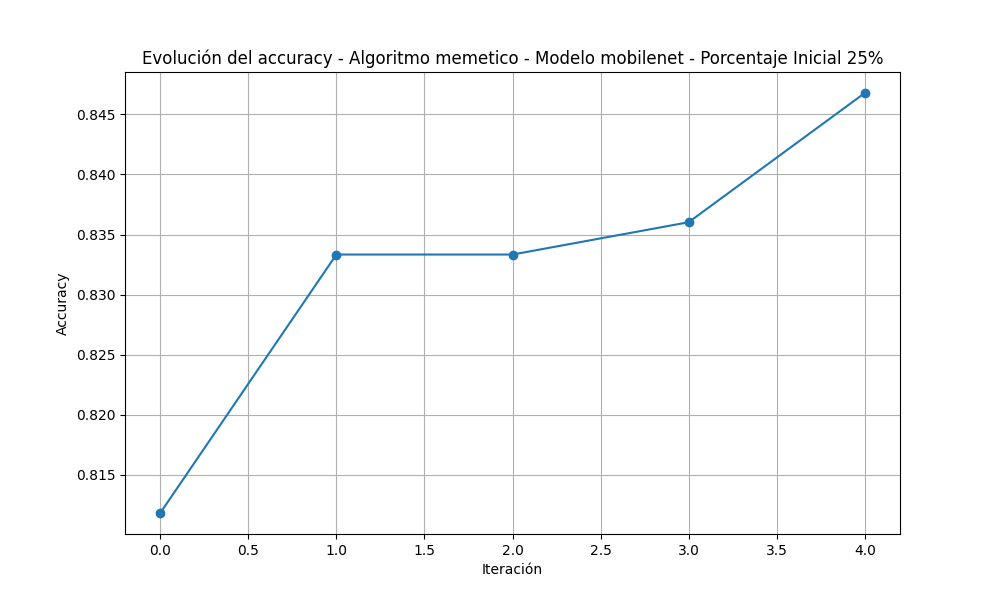 Evolución del accuracy - Algoritmo memetico - Modelo mobilenet - Porcentaje Inicial 25%
0.845
0.840
0.835
0.830
0.825
0.820
0.815
Accuracy
0.0 0.5 1.0 1.5 2.0 2.5 3.0 3.5 4.0
Iteración